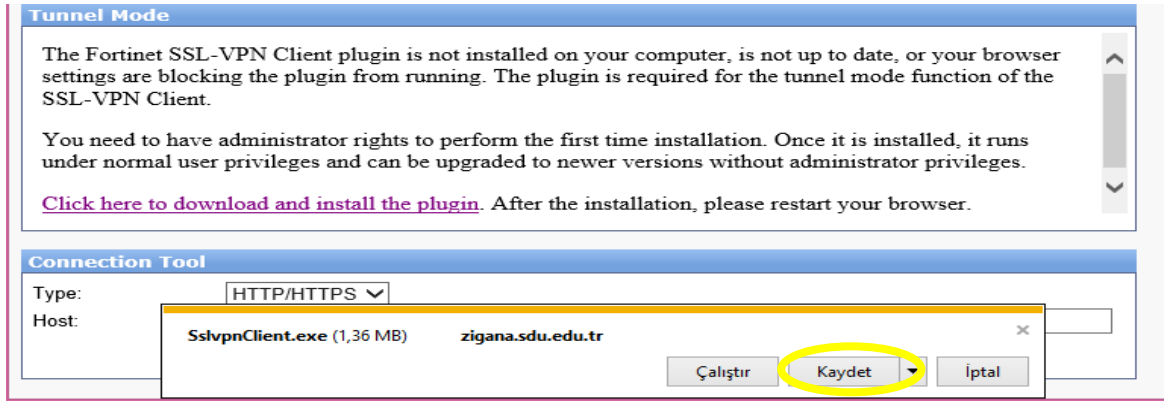 Tunnel Mode
The Fortinet SSL-VPN Client plugin is not installed on your computer, is not up to date, or your browser
settings are blocking the plugin from running. The plugin is required for the tunnel mode function of the
SSL-VPN Client.
You need to have administrator rights to perform the first time installation. Once it is installed, it runs
under normal user privileges and can be upgraded to newer versions without administrator privileges.
Click here to download and install the plugin. After the installation, please restart your browser.
Connection Tool
Type: HTTP/HTTPS
Host:
SslvpnClient.exe (1,36 MB) zigana.sdu.edu.tr
Çalıştır Kaydet İptal